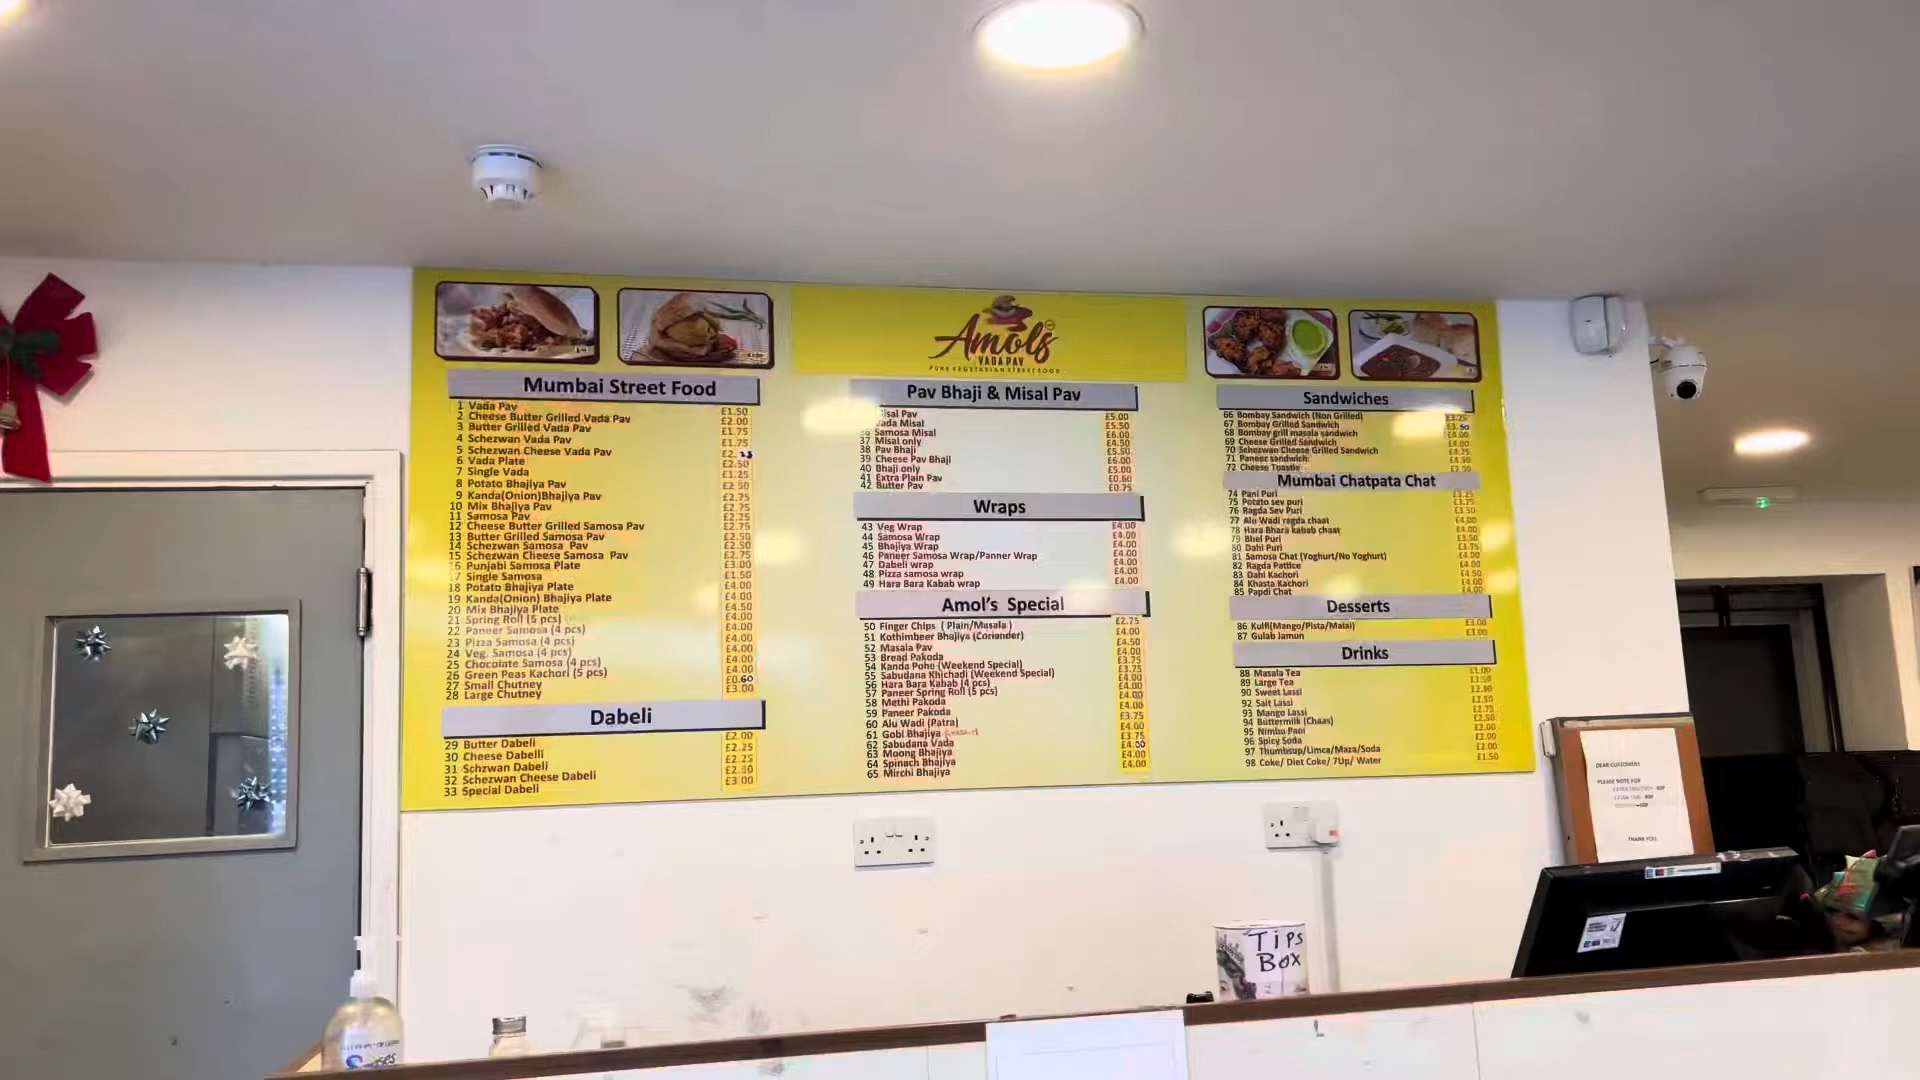 Amol's
VADA PAV
PURE VEGETARIAN STREET FOOD
Mumbai Street Food
1 Vada Pav £1.50
2 Cheese Butter Grilled Vada Pav £2.00
3 Butter Grilled Vada Pav £1.75
4 Schezwan Vada Pav £1.75
5 Schezwan Cheese Vada Pav £2.25
6 Vada Plate £2.50
7 Single Vada £1.25
8 Potato Bhajiya Pav £2.50
9 Kanda(Onion)Bhajiya Pav £2.75
10 Mix Bhajiya Pav £2.75
11 Samosa Pav £2.25
12 Cheese Butter Grilled Samosa Pav £2.75
13 Butter Grilled Samosa Pav £2.50
14 Schezwan Samosa Pav £2.50
15 Schezwan Cheese Samosa Pav £2.75
16 Punjabi Samosa Plate £3.00
17 Single Samosa £1.50
18 Potato Bhajiya Plate £4.00
19 Kanda(Onion) Bhajiya Plate £4.00
20 Mix Bhajiya Plate £4.50
21 Spring Roll (5 pcs) £4.00
22 Paneer Samosa (4 pcs) £4.00
23 Pizza Samosa (4 pcs) £4.00
24 Veg. Samosa (4 pcs) £4.00
25 Chocolate Samosa (4 pcs) £4.00
26 Green Peas Kachori (5 pcs) £4.00
27 Small Chutney £0.60
28 Large Chutney £3.00
Dabeli
29 Butter Dabeli £2.00
30 Cheese Dabelli £2.25
31 Schzwan Dabeli £2.25
32 Schezwan Cheese Dabeli £2.50
33 Special Dabeli £3.00
Pav Bhaji & Misal Pav
Misal Pav £5.00
Vada Misal £5.50
36 Samosa Misal £6.00
37 Misal only £4.50
38 Pav Bhaji £5.50
39 Cheese Pav Bhaji £6.00
40 Bhaji only £5.00
41 Extra Plain Pav £0.60
42 Butter Pav £0.75
Wraps
43 Veg Wrap £4.00
44 Samosa Wrap £4.00
45 Bhajiya Wrap £4.00
46 Paneer Samosa Wrap/Panner Wrap £4.00
47 Dabeli wrap £4.00
48 Pizza samosa wrap £4.00
49 Hara Bara Kabab wrap £4.00
Amol's Special
50 Finger Chips ( Plain/Masala ) £2.75
51 Kothimbeer Bhajiya (Coriander) £4.00
52 Masala Pav £4.50
53 Bread Pakoda £4.00
54 Kanda Poho (Weekend Special) £3.75
55 Sabudana Khichadi (Weekend Special) £3.75
56 Hara Bara Kabab (4 pcs) £4.00
57 Paneer Spring Roll (5 pcs) £4.00
58 Methi Pakoda £4.00
59 Paneer Pakoda £4.00
60 Alu Wadi (Patra) £3.75
61 Gobi Bhajiya £4.00
62 Sabudana Vada £3.75
63 Moong Bhajiya £4.00
64 Spinach Bhajiya £4.00
65 Mirchi Bhajiya £4.00
Sandwiches
66 Bombay Sandwich (Non Grilled) £3.25
67 Bombay Grilled Sandwich £3.50
68 Bombay grill masala sandwich £4.00
69 Cheese Grilled Sandwich £4.00
70 Schezwan Cheese Grilled Sandwich £4.25
71 Paneer sandwich £4.50
72 Cheese Toastie £2.50
Mumbai Chatpata Chat
74 Pani Puri £3.25
75 Potato sev puri £3.75
76 Ragda Sev Puri £3.50
77 Alu Wadi ragda chaat £4.00
78 Hara Bhara kabab chaat £4.00
79 Bhel Puri £3.50
80 Dahi Puri £3.75
81 Samosa Chat (Yoghurt/No Yoghurt) £4.00
82 Ragda Pattice £4.00
83 Dahi Kachori £4.50
84 Khasta Kachori £4.00
85 Papdi Chat £4.00
Desserts
86 Kulfi(Mango/Pista/Malai) £3.00
87 Gulab Jamun £3.00
Drinks
88 Masala Tea £1.00
89 Large Tea £1.50
90 Sweet Lassi £2.50
92 Salt Lassi £2.50
93 Mango Lassi £2.75
94 Buttermilk (Chaas) £2.50
95 Nimbu Pani £2.00
96 Spicy Soda £2.00
97 Thumbsup/Limca/Maza/Soda £2.00
98 Coke/ Diet Coke/ 7Up/ Water £1.50
DEAR CUSTOMERS
PLEASE NOTE FOR
THANK YOU
TIPS
BOX